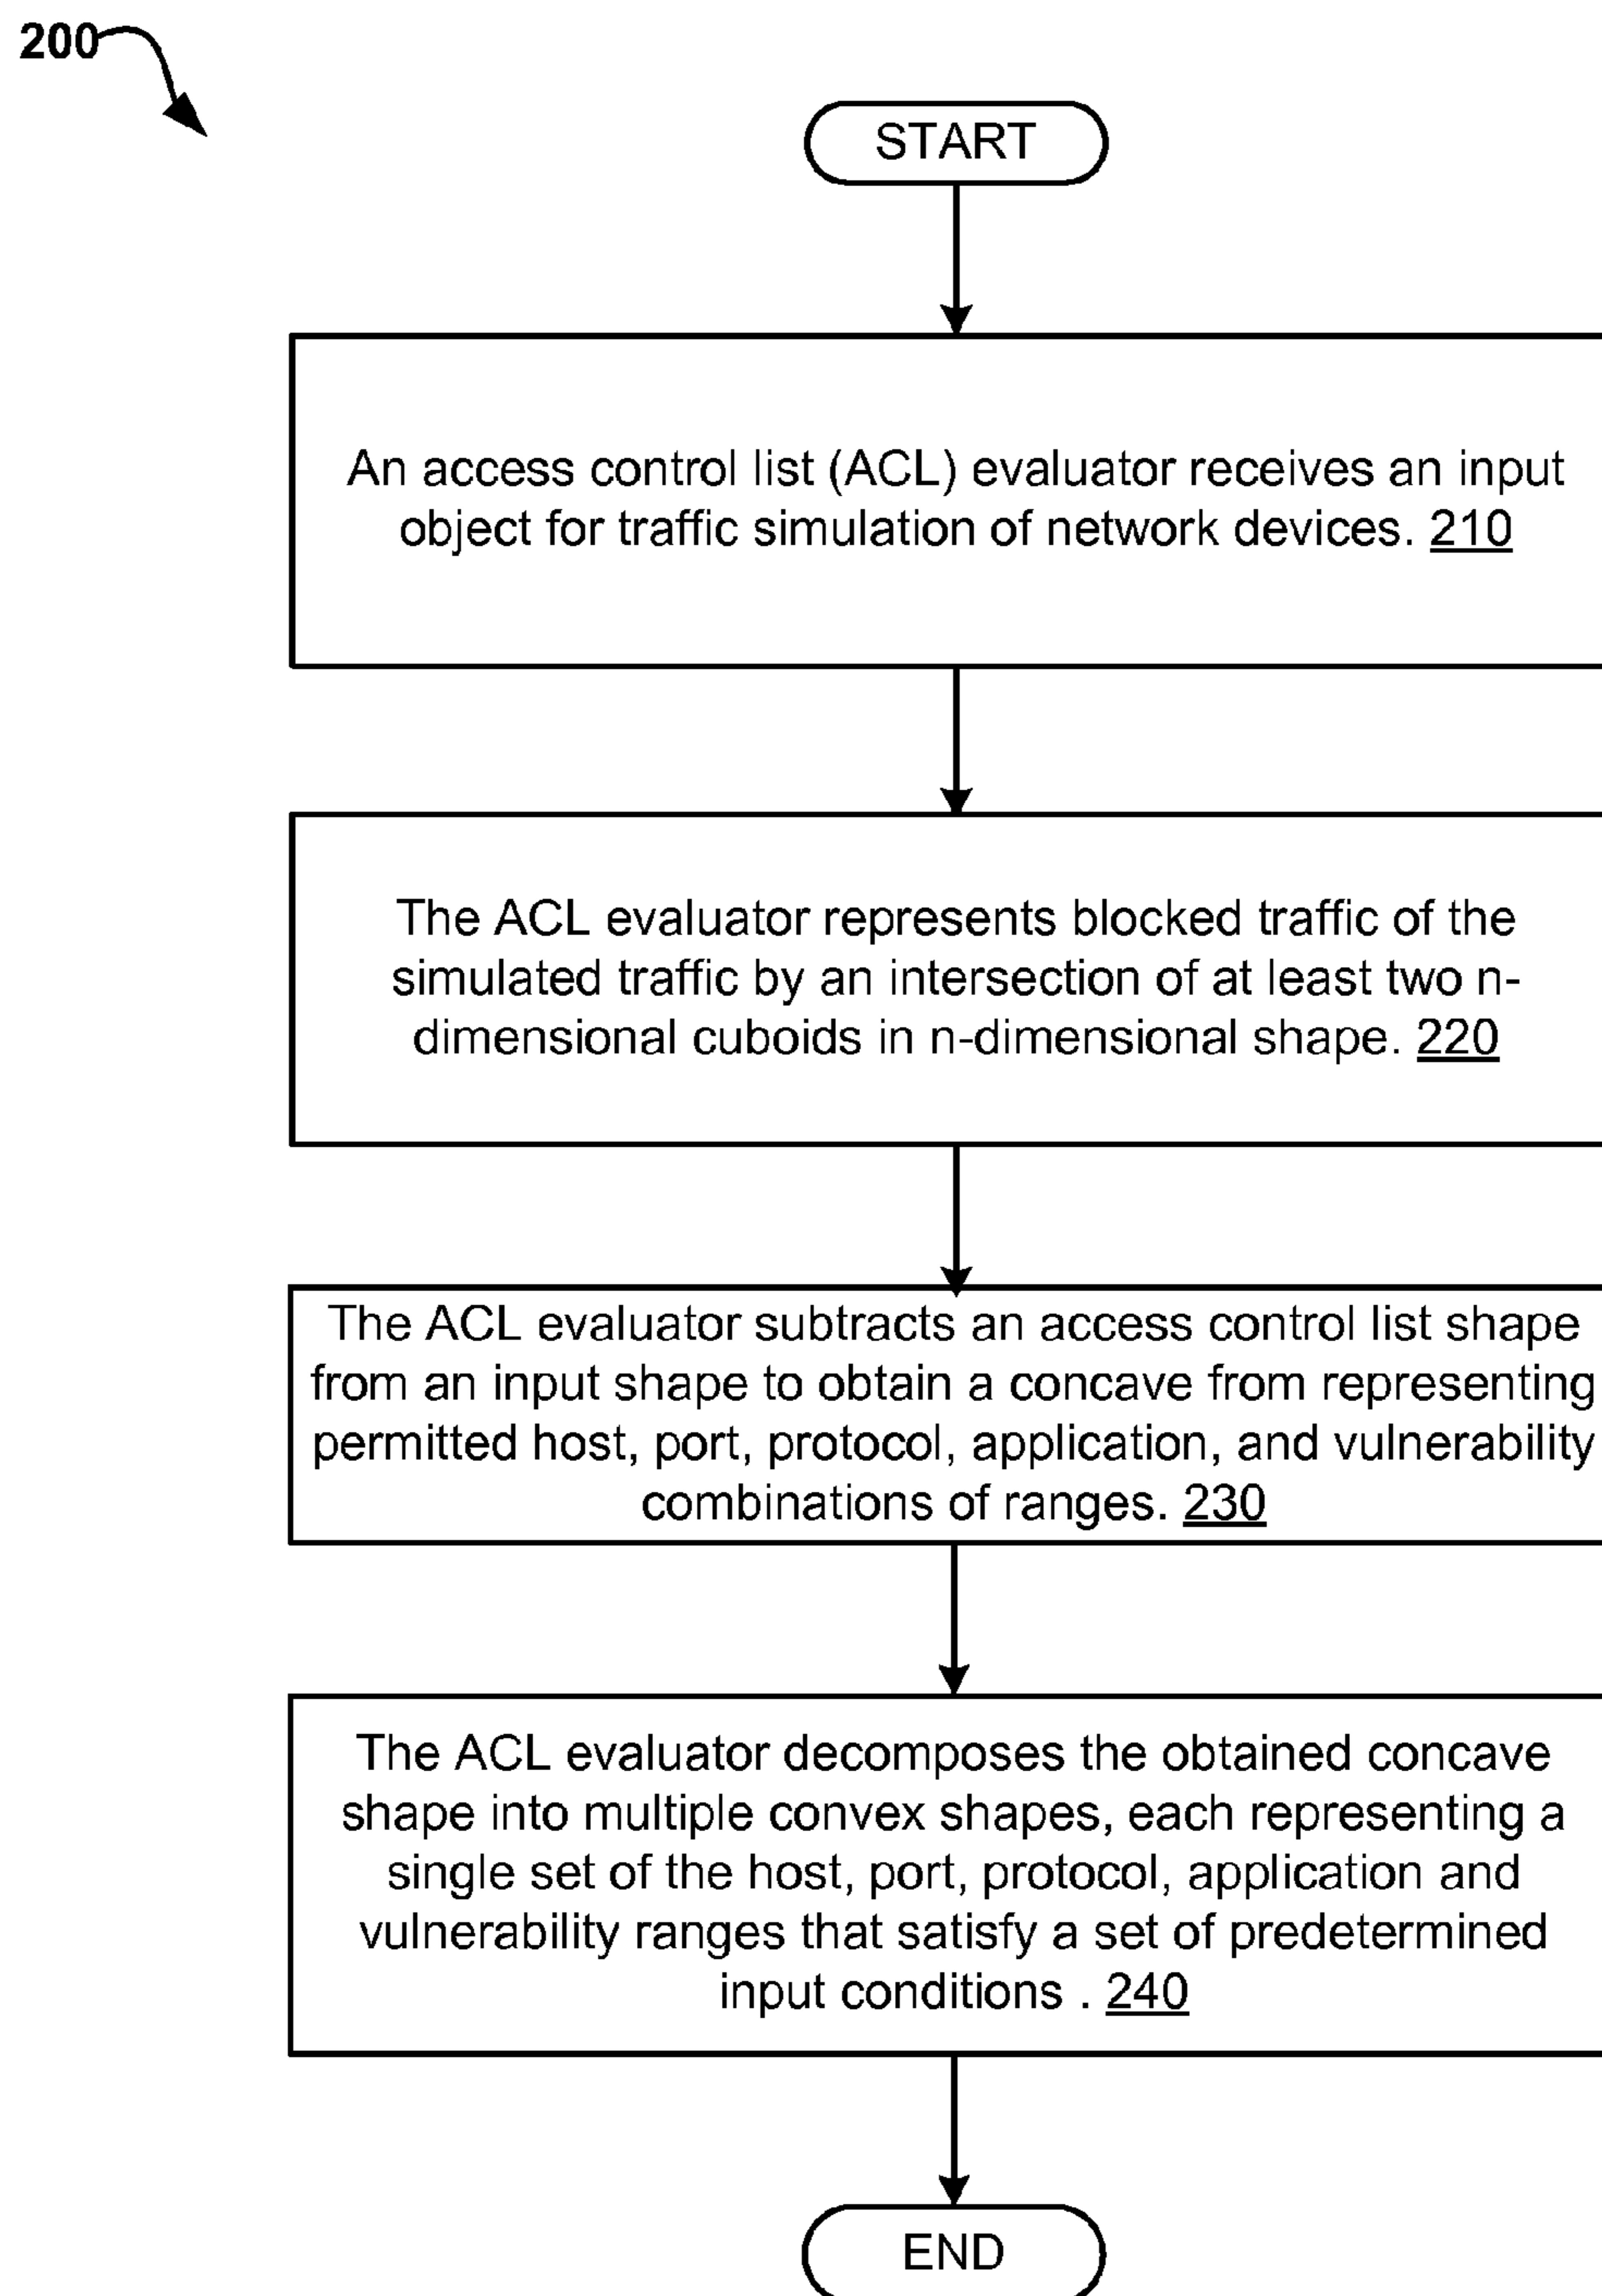 200
START
An access control list (ACL) evaluator receives an input
object for traffic simulation of network devices. 210
The ACL evaluator represents blocked traffic of the
simulated traffic by an intersection of at least two n-
dimensional cuboids in n-dimensional shape. 220
The ACL evaluator subtracts an access control list shape
from an input shape to obtain a concave from representing
permitted host, port, protocol, application, and vulnerability
combinations of ranges. 230
The ACL evaluator decomposes the obtained concave
shape into multiple convex shapes, each representing a
single set of the host, port, protocol, application and
vulnerability ranges that satisfy a set of predetermined
input conditions . 240
END